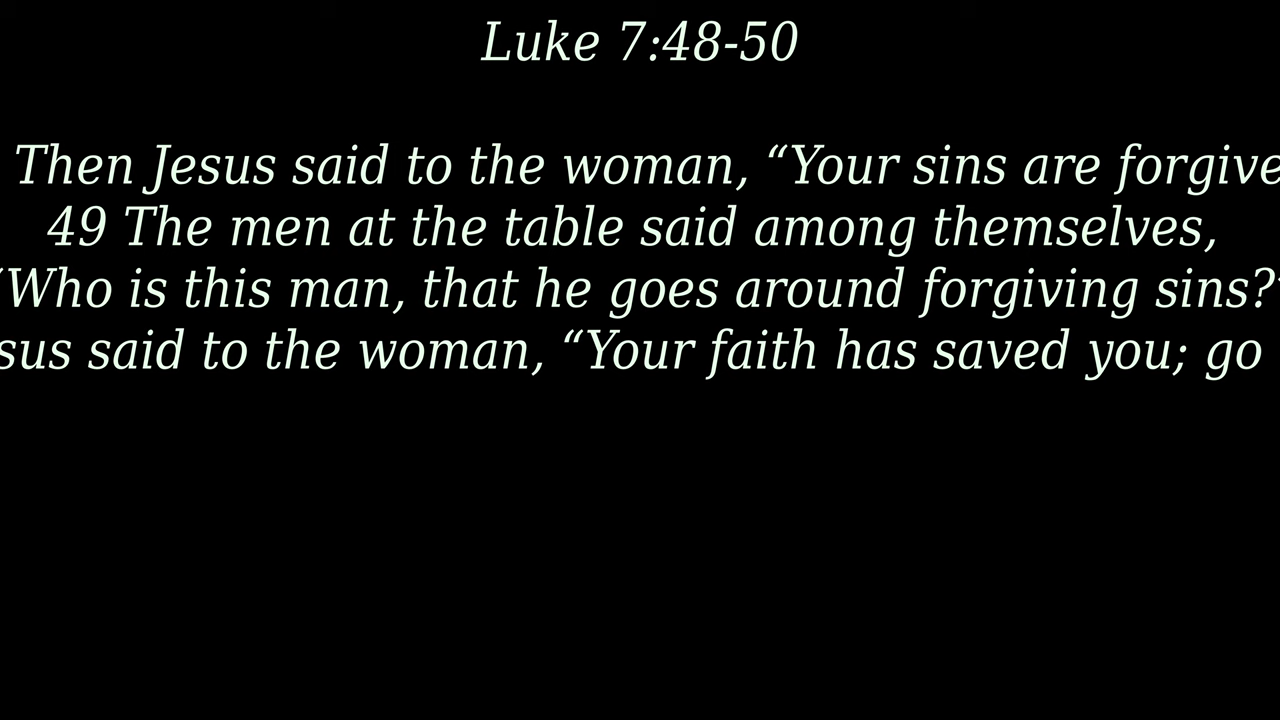 Luke 7:48-50
Then Jesus said to the woman, “Your sins are
49 The men at the table said among themselves,
“Who is this man, that he goes around forgiving sins?”
said to the woman, “Your faith has saved you; go